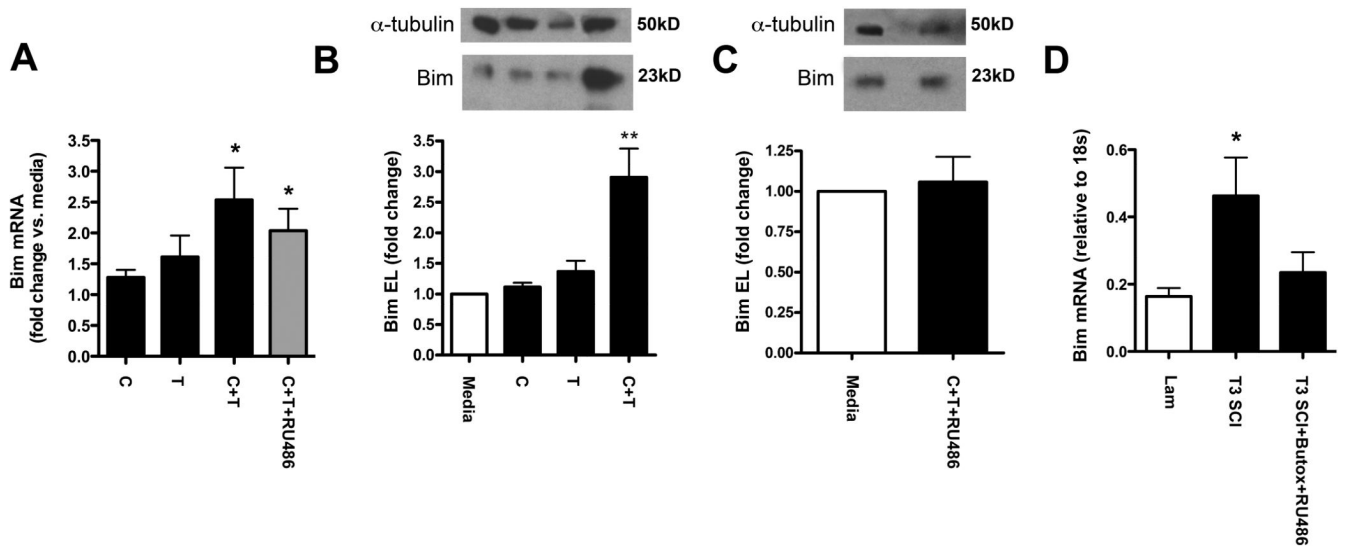 A
Bim mRNA
(fold change vs. media)
3.5
3.0
2.5
2.0
1.5
1.0
0.5
0.0
*
*
C
T
C+T
C+T+RU486
B
α-tubulin
50kD
Bim
23kD
Bim EL (fold change)
3.5
3.0
2.5
2.0
1.5
1.0
0.5
0.0
**
Media
C
T
C+T
C
α-tubulin
50kD
Bim
23kD
Bim EL (fold change)
1.25
1.00
0.75
0.50
0.25
0.00
Media
C+T+RU486
D
Bim mRNA (relative to 18s)
0.6
0.4
0.2
0.0
*
Lam
T3 SCI
T3 SCI+Butox+RU486